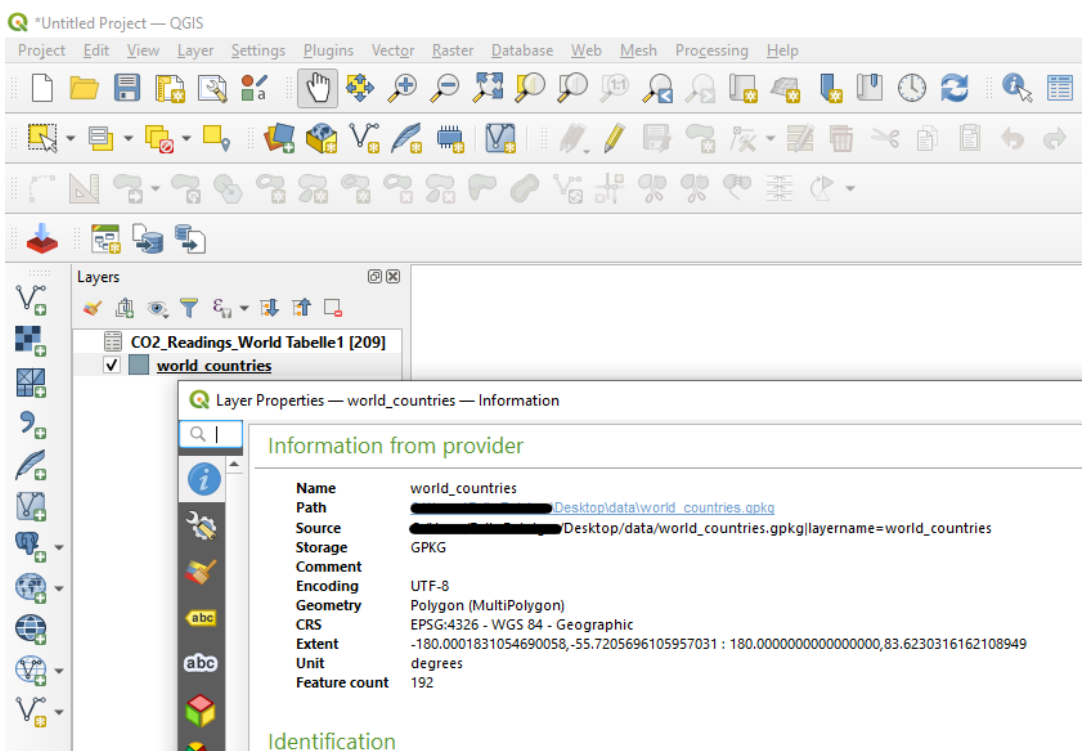 *Untitled Project — QGIS
Project Edit View Layer Settings Plugins Vector Raster Database Web Mesh Processing Help
Layers
CO2_Readings_World Tabelle1 [209]
world_countries
Layer Properties — world_countries — Information
Information from provider
Name world_countries
Path \Desktop\data\world_countries.gpkg
Source /Desktop/data/world_countries.gpkg|layername=world_countries
Storage GPKG
Comment
Encoding UTF-8
Geometry Polygon (MultiPolygon)
CRS EPSG:4326 - WGS 84 - Geographic
Extent -180.0001831054690058,-55.7205696105957031 : 180.0000000000000000,83.6230316162108949
Unit degrees
Feature count 192
abc
abc
Identification